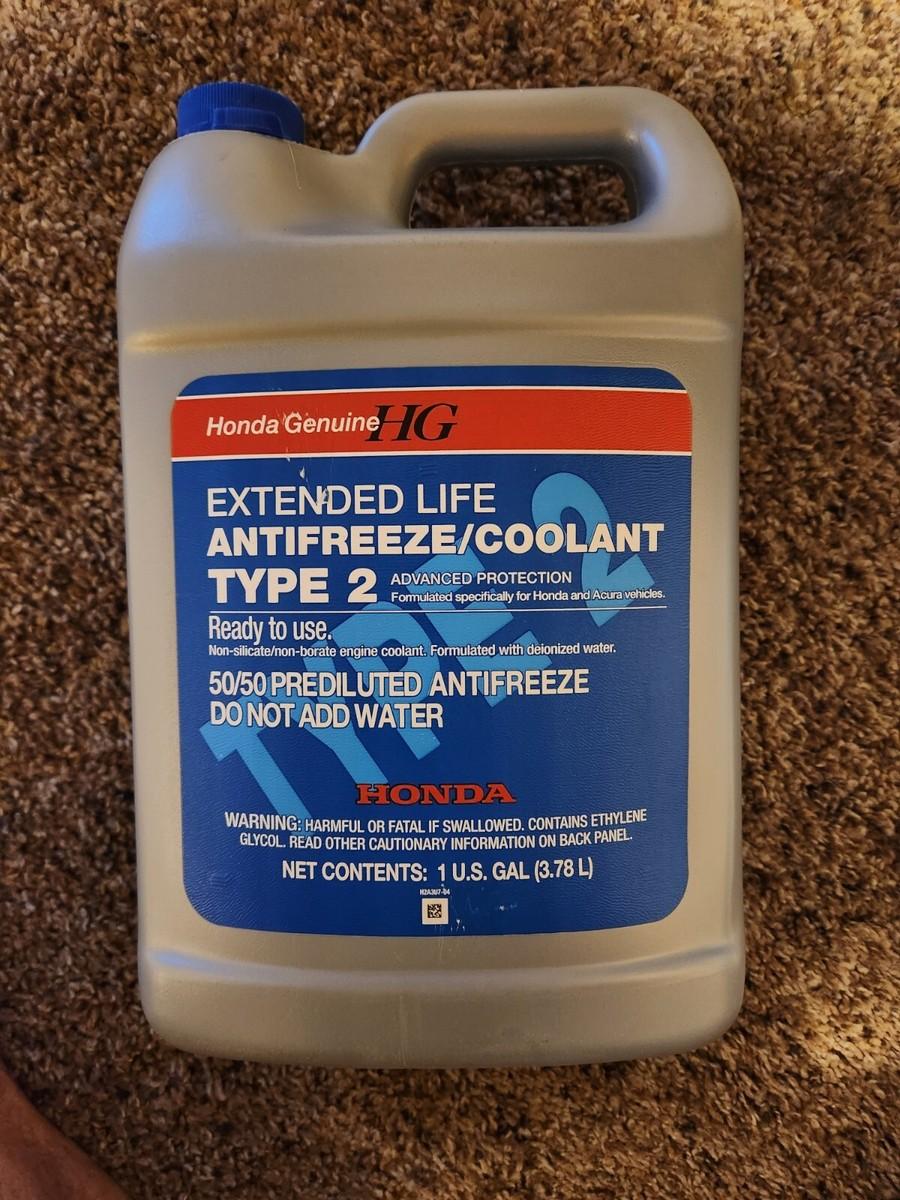 Honda Genuine HG
EXTENDED LIFE
ANTIFREEZE/COOLANT
TYPE 2
ADVANCED PROTECTION
Formulated specifically for Honda and Acura vehicles.
Ready to use.
Non-silicate/non-borate engine coolant. Formulated with deionized water.
50/50 PREDILUTED ANTIFREEZE
DO NOT ADD WATER
TYPE 2
HONDA
WARNING: HARMFUL OR FATAL IF SWALLOWED. CONTAINS ETHYLENE
GLYCOL. READ OTHER CAUTIONARY INFORMATION ON BACK PANEL.
NET CONTENTS: 1 U.S. GAL (3.78 L)
H2A3U7-04